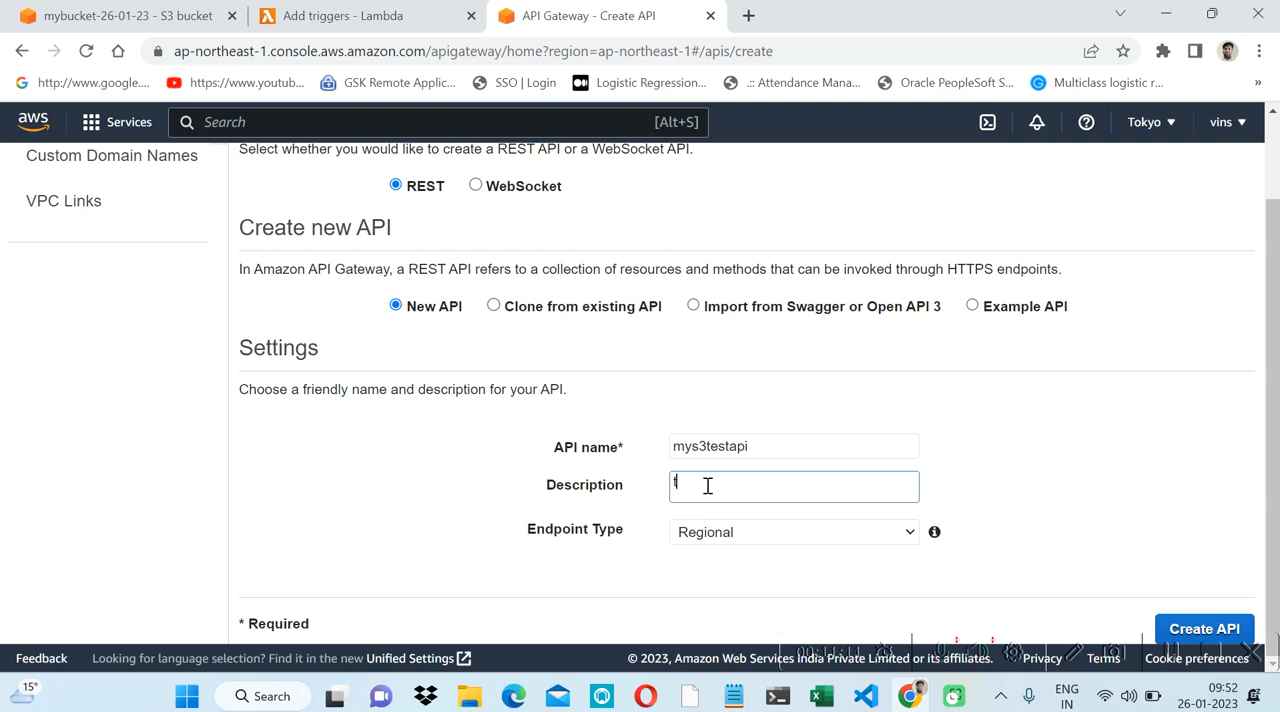 mybucket-26-01-23 - S3 bucket
Add triggers - Lambda
API Gateway - Create API
ap-northeast-1.console.aws.amazon.com/apigateway/home?region=ap-northeast-1#/apis/create
http://www.google....
https://www.youtub...
GSK Remote Applic...
SSO | Login
Logistic Regression...
.:: Attendance Mana...
Oracle PeopleSoft S...
Multiclass logistic r...
»
aws
Services
Search
[Alt+S]
Tokyo
vins
Custom Domain Names
VPC Links
Select whether you would like to create a REST API or a WebSocket API.
REST
WebSocket
Create new API
In Amazon API Gateway, a REST API refers to a collection of resources and methods that can be invoked through HTTPS endpoints.
New API
Clone from existing API
Import from Swagger or Open API 3
Example API
Settings
Choose a friendly name and description for your API.
API name*
mys3testapi
Description
t
Endpoint Type
Regional
* Required
Create API
Feedback
Looking for language selection? Find it in the new Unified Settings
© 2023, Amazon Web Services India Private Limited or its affiliates.
Privacy
Terms
Cookie preferences
15°
Search
ENG
IN
09:52
26-01-2023